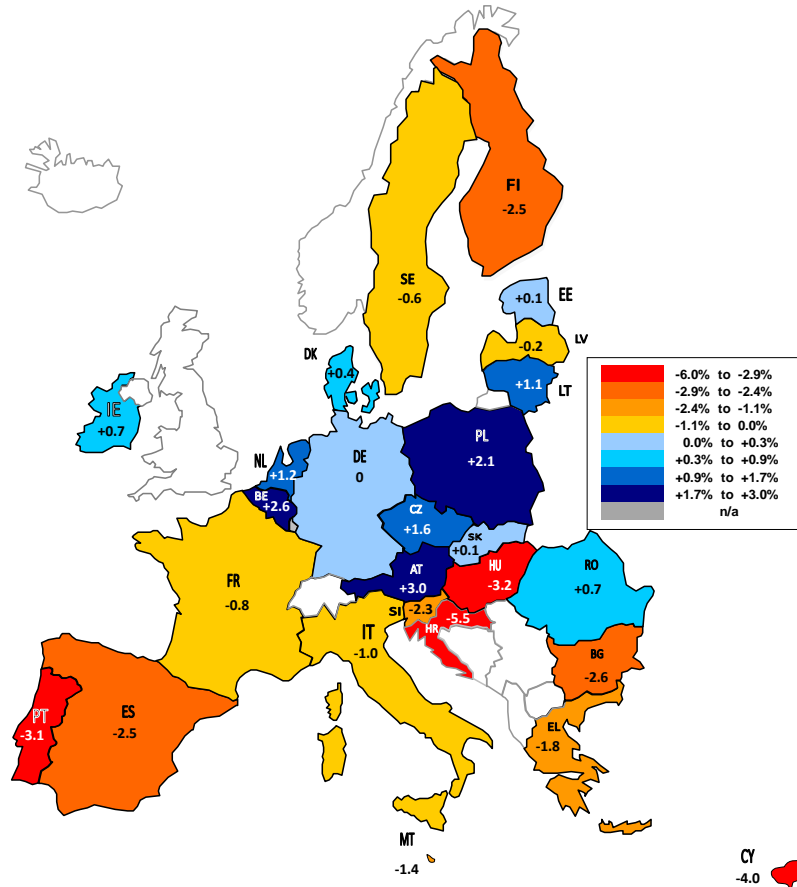 FI
-2.5
SE
-0.6
+0.1 EE
-0.2 LV
+1.1 LT
DK
+0.4
IE
+0.7
NL
+1.2
BE
+2.6
DE
0
PL
+2.1
CZ
+1.6
SK
+0.1
AT
+3.0
HU
-3.2
RO
+0.7
FR
-0.8
SI -2.3
HR -5.5
IT
-1.0
BG
-2.6
EL
-1.8
PT
-3.1
ES
-2.5
MT
-1.4
CY
-4.0
-6.0% to -2.9%
-2.9% to -2.4%
-2.4% to -1.1%
-1.1% to 0.0%
0.0% to +0.3%
+0.3% to +0.9%
+0.9% to +1.7%
+1.7% to +3.0%
n/a